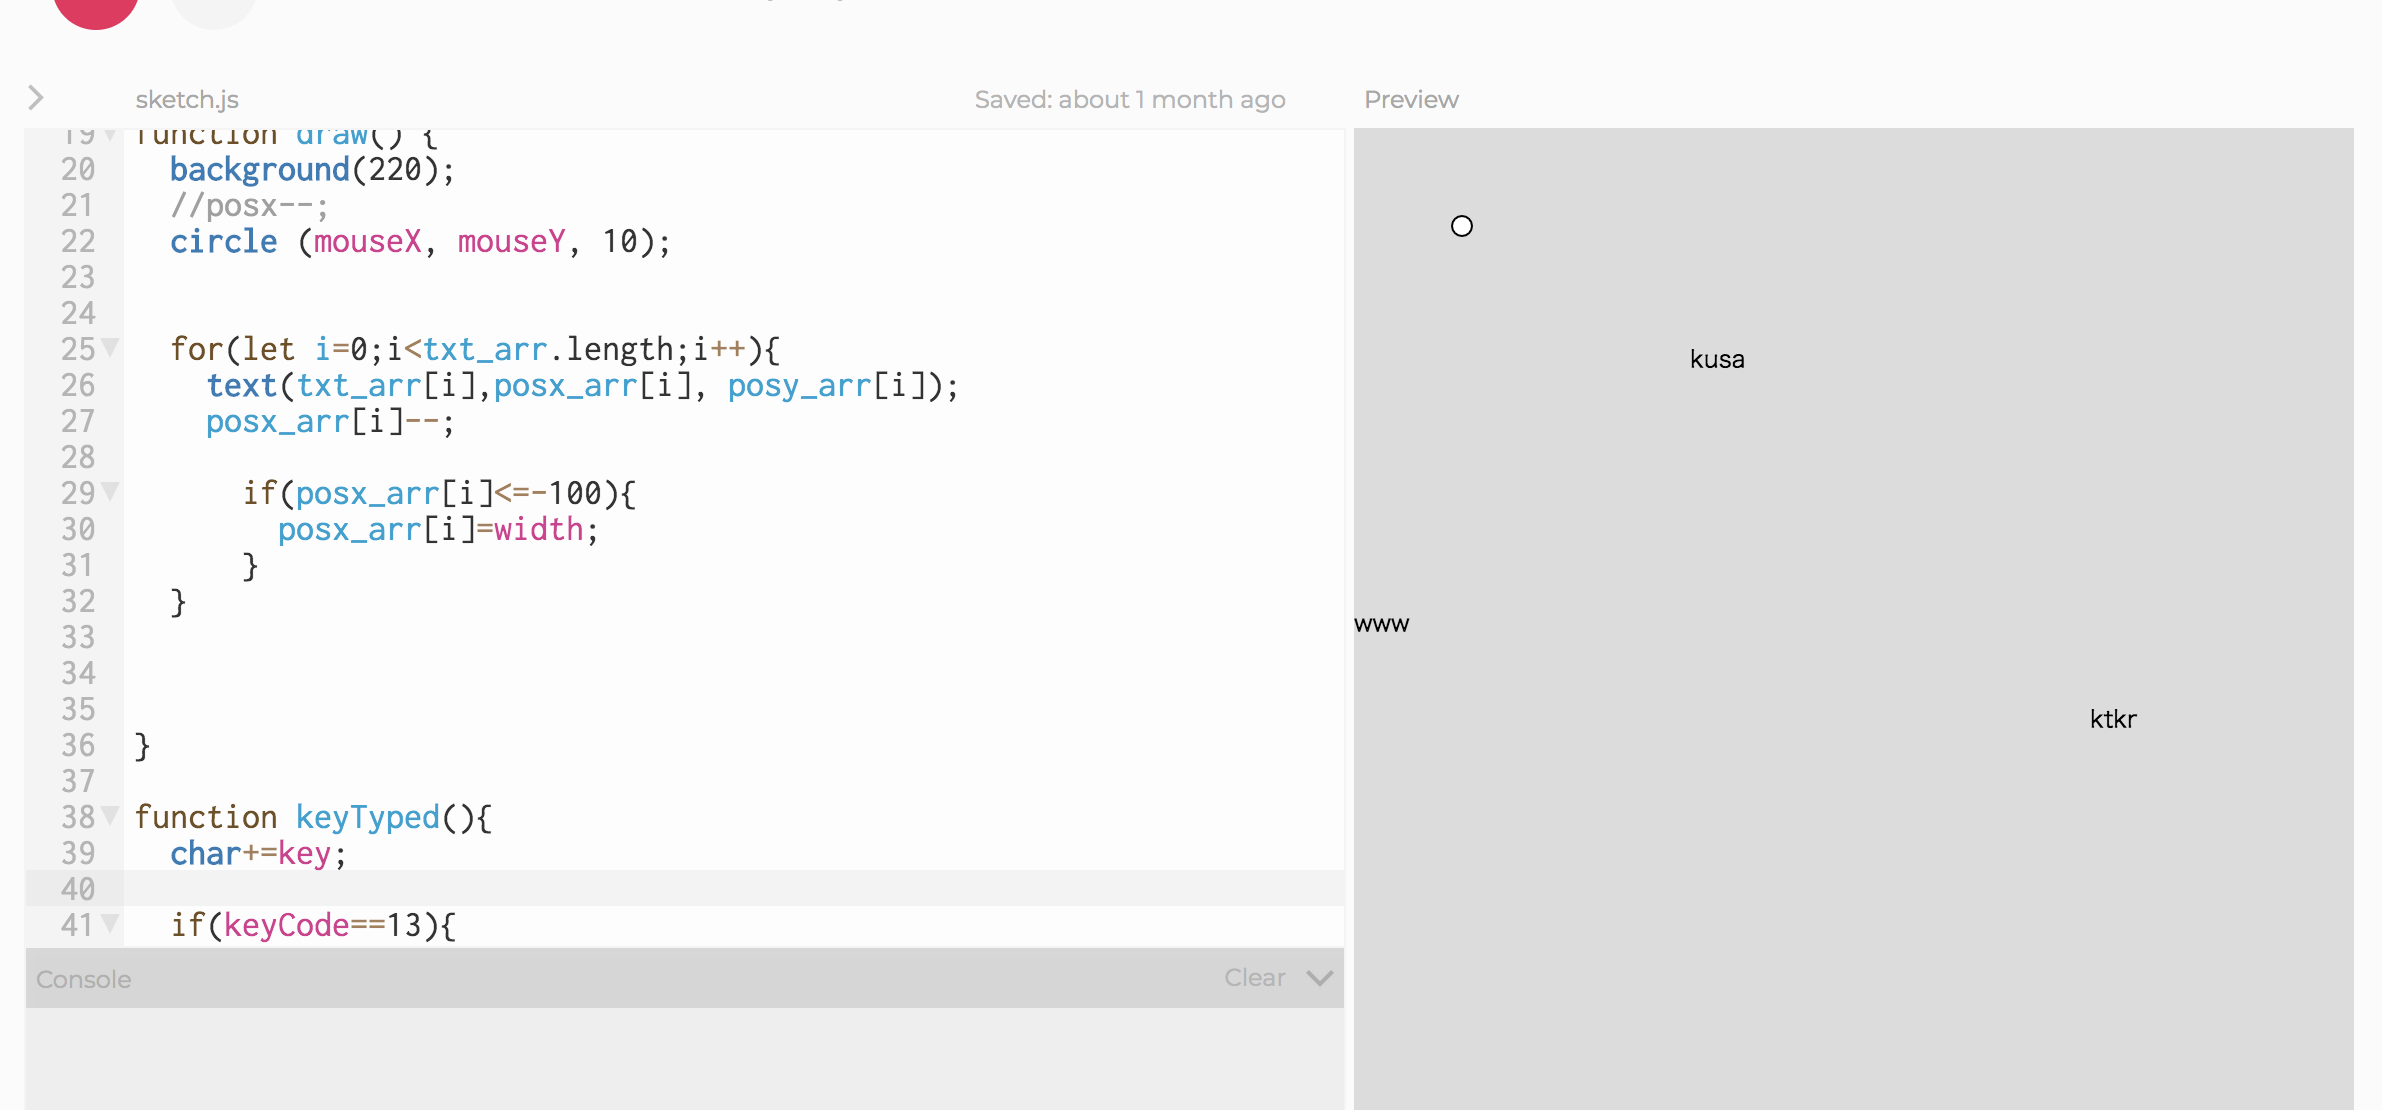 sketch.js
Saved: about 1 month ago
Preview
19 function draw() {
20 background(220);
21 //posx--;
22 circle (mouseX, mouseY, 10);
23
24
25 for(let i=0;i<txt_arr.length;i++){
26 text(txt_arr[i],posx_arr[i], posy_arr[i]);
27 posx_arr[i]--;
28
29 if(posx_arr[i]<=-100){
30 posx_arr[i]=width;
31 }
32 }
33
34
35
36 }
37
38 function keyTyped(){
39 char+=key;
40
41 if(keyCode==13){
Console
Clear
kusa
www
ktkr